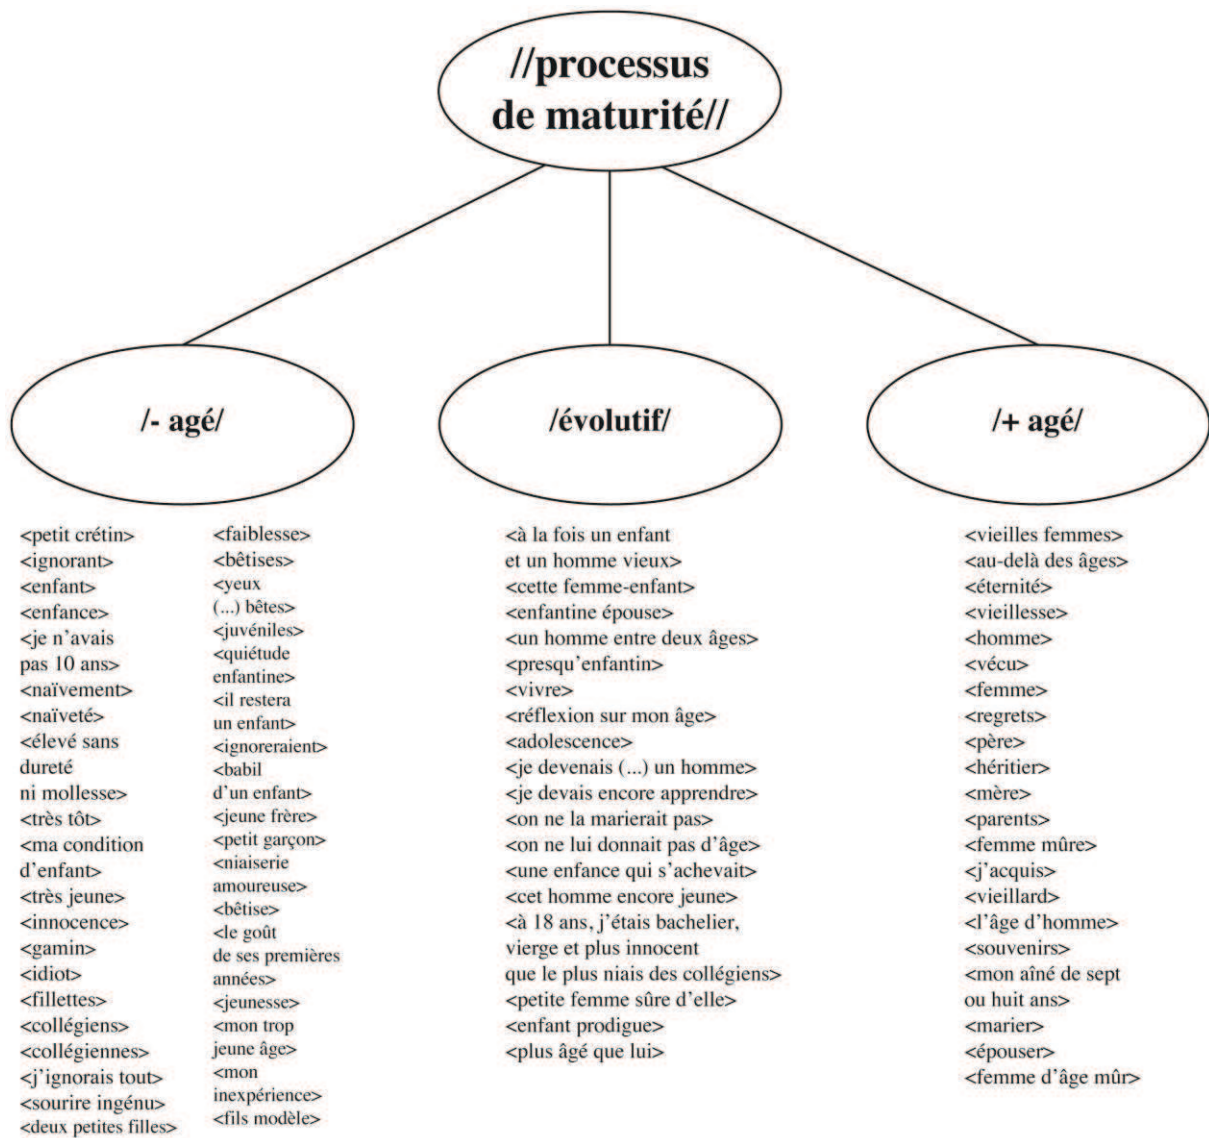 //processus
de maturité//
/- agé/
/évolutif/
/+ agé/
<petit crétin>
<ignorant>
<enfant>
<enfance>
<je n'avais
pas 10 ans>
<naïvement>
<naïveté>
<élevé sans
dureté
ni mollesse>
<très tôt>
<ma condition
d'enfant>
<très jeune>
<innocence>
<gamin>
<idiot>
<fillettes>
<collégiens>
<collégiennes>
<j'ignorais tout>
<sourire ingénu>
<deux petites filles>
<faiblesse>
<bêtises>
<yeux
(...) bêtes>
<juvéniles>
<quiétude
enfantine>
<il restera
un enfant>
<ignoreraient>
<babil
d'un enfant>
<jeune frère>
<petit garçon>
<niaiserie
amoureuse>
<bêtise>
<le goût
de ses premières
années>
<jeunesse>
<mon trop
jeune âge>
<mon
inexpérience>
<fils modèle>
<à la fois un enfant
et un homme vieux>
<cette femme-enfant>
<enfantine épouse>
<un homme entre deux âges>
<presqu'enfantin>
<vivre>
<réflexion sur mon âge>
<adolescence>
<je devenais (...) un homme>
<je devais encore apprendre>
<on ne la marierait pas>
<on ne lui donnait pas d'âge>
<une enfance qui s'achevait>
<cet homme encore jeune>
<à 18 ans, j'étais bachelier,
vierge et plus innocent
que le plus niais des collégiens>
<petite femme sûre d'elle>
<enfant prodigue>
<plus âgé que lui>
<vieilles femmes>
<au-delà des âges>
<éternité>
<vieillesse>
<homme>
<vécu>
<femme>
<regrets>
<père>
<héritier>
<mère>
<parents>
<femme mûre>
<j'acquis>
<vieillard>
<l'âge d'homme>
<souvenirs>
<mon aîné de sept
ou huit ans>
<marier>
<épouser>
<femme d'âge mûr>